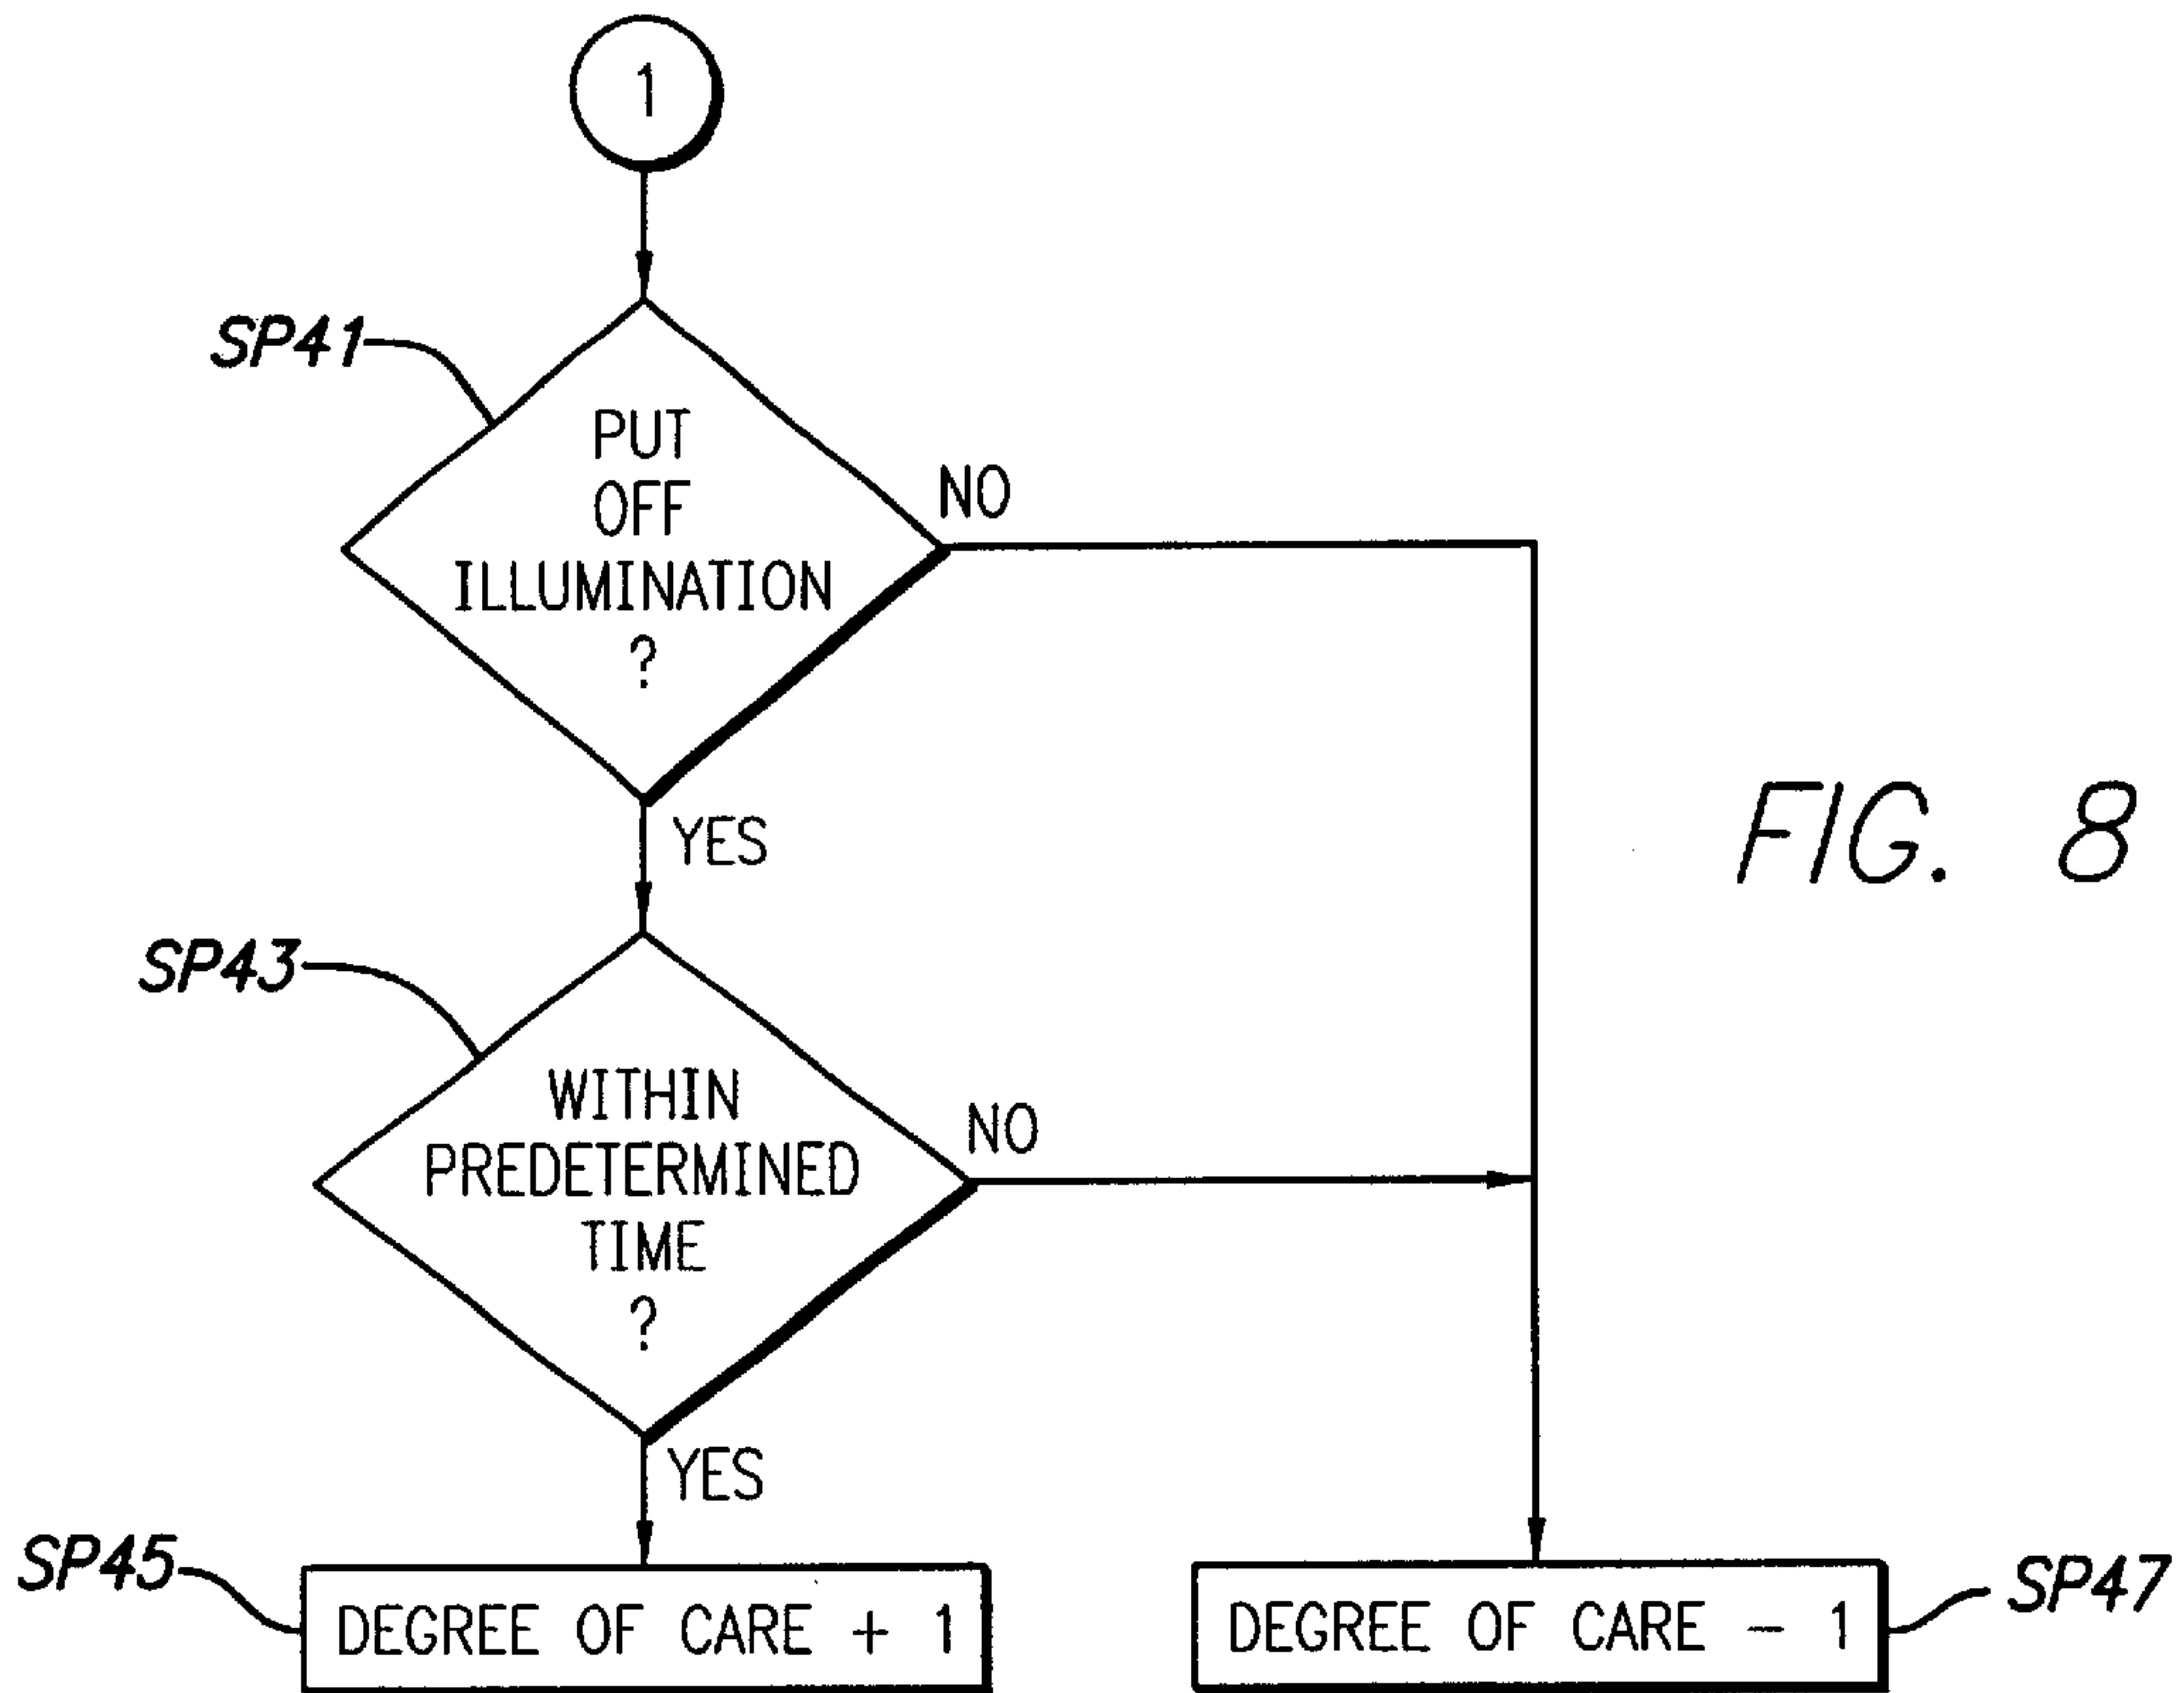 1
SP41
PUT
OFF
ILLUMINATION
?
NO
YES
FIG. 8
SP43
WITHIN
PREDETERMINED
TIME
?
NO
YES
SP45
DEGREE OF CARE + 1
DEGREE OF CARE - 1
SP47